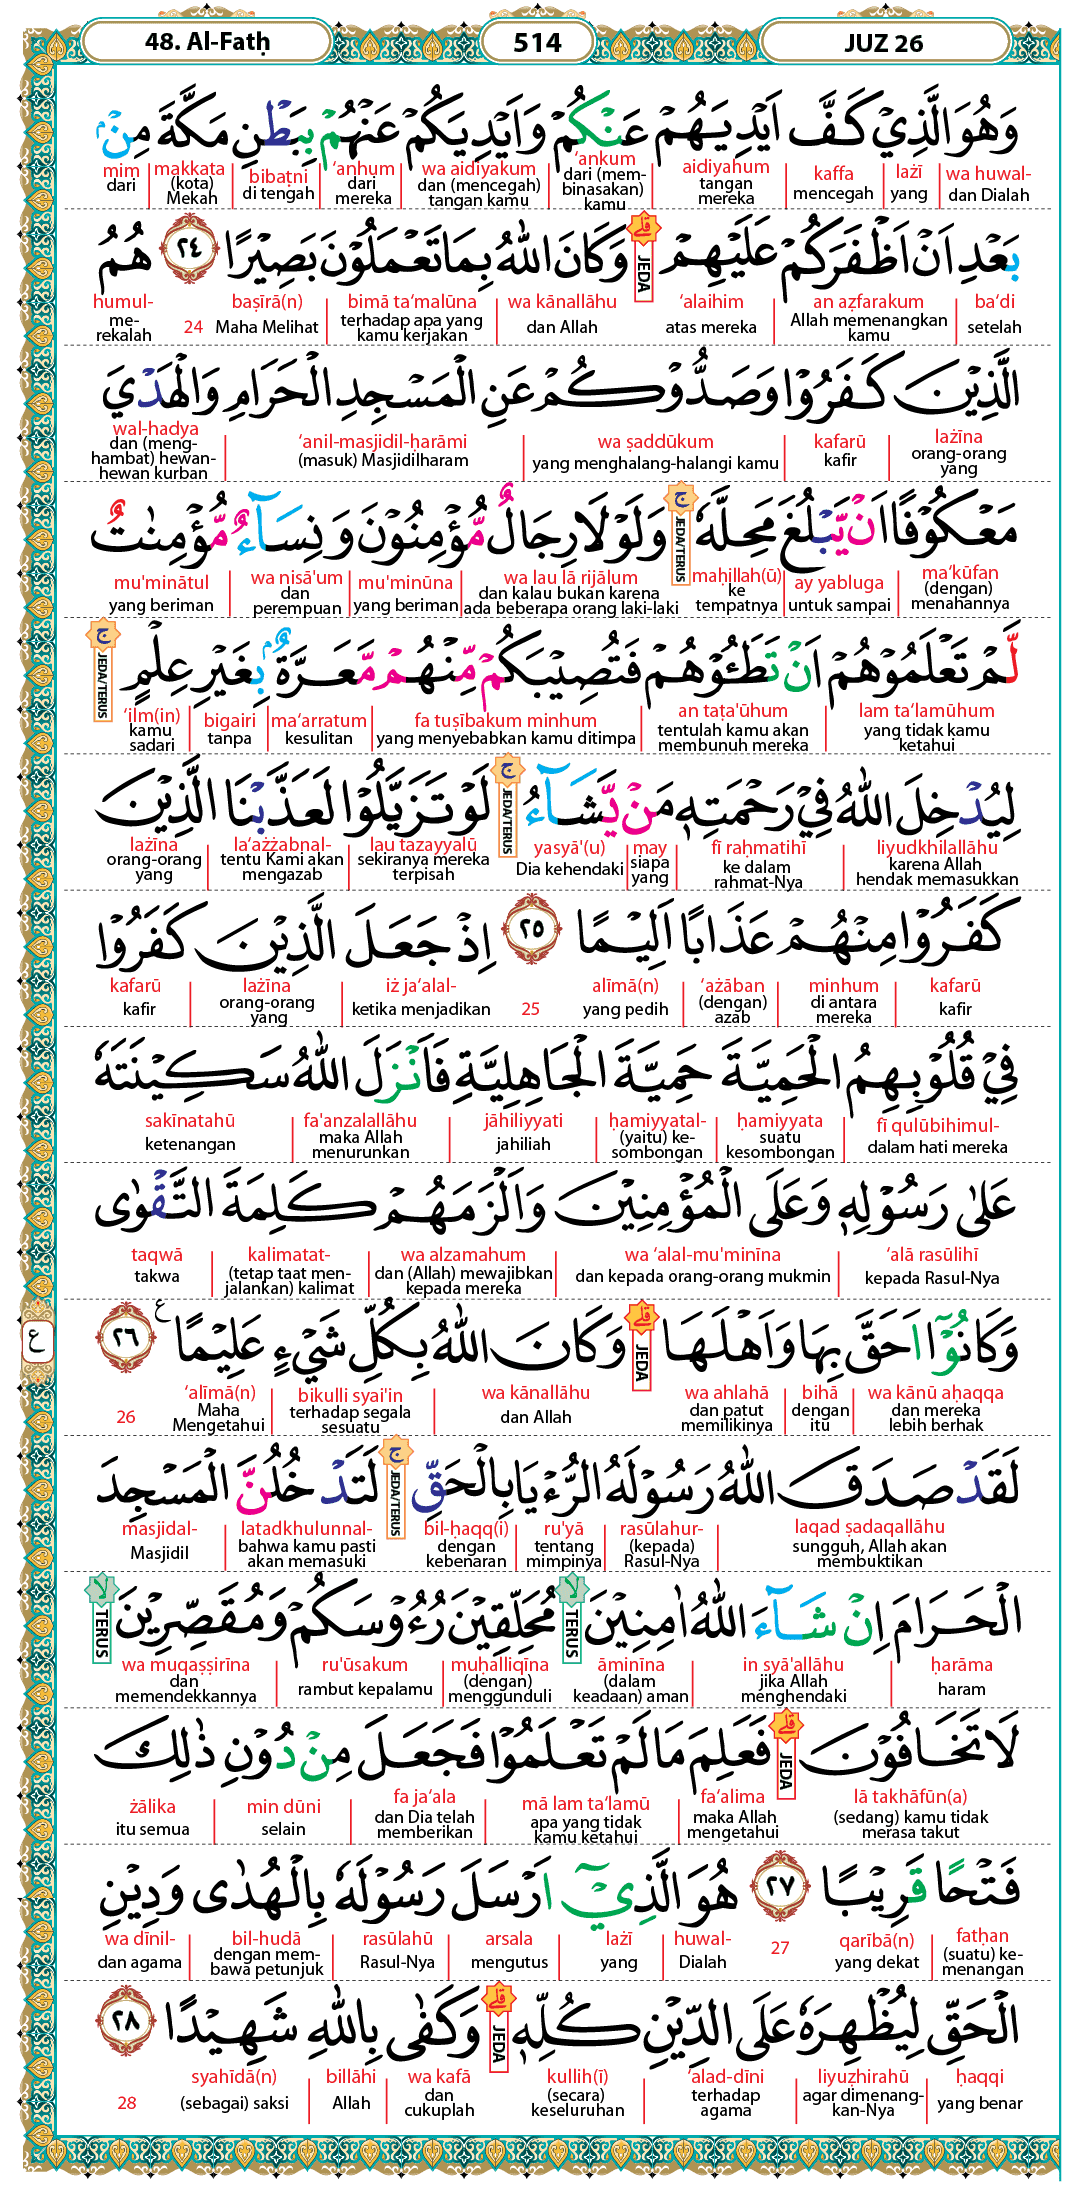 48. Al-Fatḥ
514
JUZ 26
وَهُوَ الَّذِيْ كَفَّ اَيْدِيَهُمْ عَنْكُمْ وَاَيْدِيَكُمْ عَنْهُمْ بِبَطْنِ مَكَّةَ مِنْۢ
wa huwal- lażī kaffa aidiyahum ‘ankum wa aidiyakum ‘anhum bibaṭni makkata mim
dan Dialah yang mencegah tangan mereka dari (membinasakan) kamu dan (mencegah) tangan kamu dari mereka di tengah (kota) Mekah dari
بَعْدِ اَنْ اَظْفَرَكُمْ عَلَيْهِمْ ۗ وَكَانَ اللّٰهُ بِمَا تَعْمَلُوْنَ بَصِيْرًا ٢٤ هُمُ
JEDA
ba‘di an aẓfarakum ‘alaihim wa kānallāhu bimā ta‘malūna baṣīrā(n) 24 humul-
setelah Allah memenangkan kamu atas mereka dan Allah terhadap apa yang kamu kerjakan Maha Melihat merekalah
الَّذِيْنَ كَفَرُوْا وَصَدُّوْكُمْ عَنِ الْمَسْجِدِ الْحَرَامِ وَالْهَدْيَ
lażīna kafarū wa ṣaddūkum ‘anil-masjidil-ḥarāmi wal-hadya
orang-orang yang kafir yang menghalang-halangi kamu (masuk) Masjidilharam dan (menghambat) hewan-hewan kurban
مَعْكُوْفًا اَنْ يَّبْلُغَ مَحِلَّهٗ ۚ وَلَوْلَا رِجَالٌ مُّؤْمِنُوْنَ وَنِسَاۤءٌ مُّؤْمِنٰتٌ
JEDA/TERUS
ma‘kūfan ay yabluga maḥillah(ū) wa lau lā rijālum mu'minūna wa nisā'um mu'minātul
(dengan) menahannya untuk sampai ke tempatnya dan kalau bukan karena ada beberapa orang laki-laki yang beriman dan perempuan yang beriman
لَّمْ تَعْلَمُوْهُمْ اَنْ تَطَـُٔوْهُمْ فَتُصِيْبَكُمْ مِّنْهُمْ مَّعَرَّةٌ ۢ بِغَيْرِ عِلْمٍ ۚ
JEDA/TERUS
lam ta‘lamūhum an taṭa'ūhum fa tuṣībakum minhum ma‘arratum bigairi ‘ilm(in)
yang tidak kamu ketahui tentulah kamu akan membunuh mereka yang menyebabkan kamu ditimpa kesulitan tanpa kamu sadari
لِيُدْخِلَ اللّٰهُ فِيْ رَحْمَتِهٖ مَنْ يَّشَاۤءُ ۚ لَوْ تَزَيَّلُوْا لَعَذَّبْنَا الَّذِيْنَ
JEDA/TERUS
liyudkhilallāhu fī raḥmatihī may yasyā'(u) lau tazayyalū la‘ażżabnal- lażīna
karena Allah hendak memasukkan ke dalam rahmat-Nya siapa yang Dia kehendaki sekiranya mereka terpisah tentu Kami akan mengazab orang-orang yang
كَفَرُوْا مِنْهُمْ عَذَابًا اَلِيْمًا ٢٥ اِذْ جَعَلَ الَّذِيْنَ كَفَرُوْا
kafarū minhum ‘ażāban alīmā(n) 25 iż ja‘alal- lażīna kafarū
kafir di antara mereka (dengan) azab yang pedih ketika menjadikan orang-orang yang kafir
فِيْ قُلُوْبِهِمُ الْحَمِيَّةَ حَمِيَّةَ الْجَاهِلِيَّةِ فَاَنْزَلَ اللّٰهُ سَكِيْنَتَهٗ
fī qulūbihimul- ḥamiyyata ḥamiyyatal- jāhiliyyati fa'anzalallāhu sakīnatahū
dalam hati mereka suatu kesombongan (yaitu) kesombongan jahiliah maka Allah menurunkan ketenangan
عَلٰى رَسُوْلِهٖ وَعَلَى الْمُؤْمِنِيْنَ وَاَلْزَمَهُمْ كَلِمَةَ التَّقْوٰى
‘alā rasūlihī wa ‘alal-mu'minīna wa alzamahum kalimatat- taqwā
kepada Rasul-Nya dan kepada orang-orang mukmin dan (Allah) mewajibkan kepada mereka (tetap taat menjalankan) kalimat takwa
وَكَانُوْٓا اَحَقَّ بِهَا وَاَهْلَهَا ۗ وَكَانَ اللّٰهُ بِكُلِّ شَيْءٍ عَلِيْمًا ࣖ ٢٦
JEDA
ع
wa kānū aḥaqqa bihā wa ahlahā wa kānallāhu bikulli syai'in ‘alīmā(n) 26
dan mereka lebih berhak dengan itu dan patut memilikinya dan Allah terhadap segala sesuatu Maha Mengetahui
لَقَدْ صَدَقَ اللّٰهُ رَسُوْلَهُ الرُّءْيَا بِالْحَقِّ ۚ لَتَدْخُلُنَّ الْمَسْجِدَ
JEDA/TERUS
laqad ṣadaqallāhu rasūlahur- ru'yā bil-ḥaqq(i) latadkhulunnal- masjidal-
sungguh, Allah akan membuktikan (kepada) Rasul-Nya tentang mimpinya dengan kebenaran bahwa kamu pasti akan memasuki Masjidil
الْحَرَامَ اِنْ شَاۤءَ اللّٰهُ اٰمِنِيْنَ ۙ مُحَلِّقِيْنَ رُءُوْسَكُمْ وَمُقَصِّرِيْنَ ۙ
TERUS TERUS
ḥarāma in syā'allāhu āminīna muḥalliqīna ru'ūsakum wa muqaṣṣirīna
haram jika Allah menghendaki (dalam keadaan) aman (dengan) menggunduli rambut kepalamu dan memendekkannya
لَا تَخَافُوْنَ ۗ فَعَلِمَ مَا لَمْ تَعْلَمُوْا فَجَعَلَ مِنْ دُوْنِ ذٰلِكَ
JEDA
lā takhāfūn(a) fa‘alima mā lam ta‘lamū fa ja‘ala min dūni żālika
(sedang) kamu tidak merasa takut maka Allah mengetahui apa yang tidak kamu ketahui dan Dia telah memberikan selain itu semua
فَتْحًا قَرِيْبًا ٢٧ هُوَ الَّذِيْٓ اَرْسَلَ رَسُوْلَهٗ بِالْهُدٰى وَدِيْنِ
fatḥan qarībā(n) 27 huwal- lażī arsala rasūlahū bil-hudā wa dīnil-
(suatu) kemenangan yang dekat Dialah yang mengutus Rasul-Nya dengan membawa petunjuk dan agama
الْحَقِّ لِيُظْهِرَهٗ عَلَى الدِّيْنِ كُلِّهٖ ۗ وَكَفٰى بِاللّٰهِ شَهِيْدًا ٢٨
JEDA
ḥaqqi liyuẓhirahū ‘alad-dīni kullih(ī) wa kafā billāhi syahīdā(n) 28
yang benar agar dimenangkan-Nya terhadap agama (secara) keseluruhan dan cukuplah Allah (sebagai) saksi